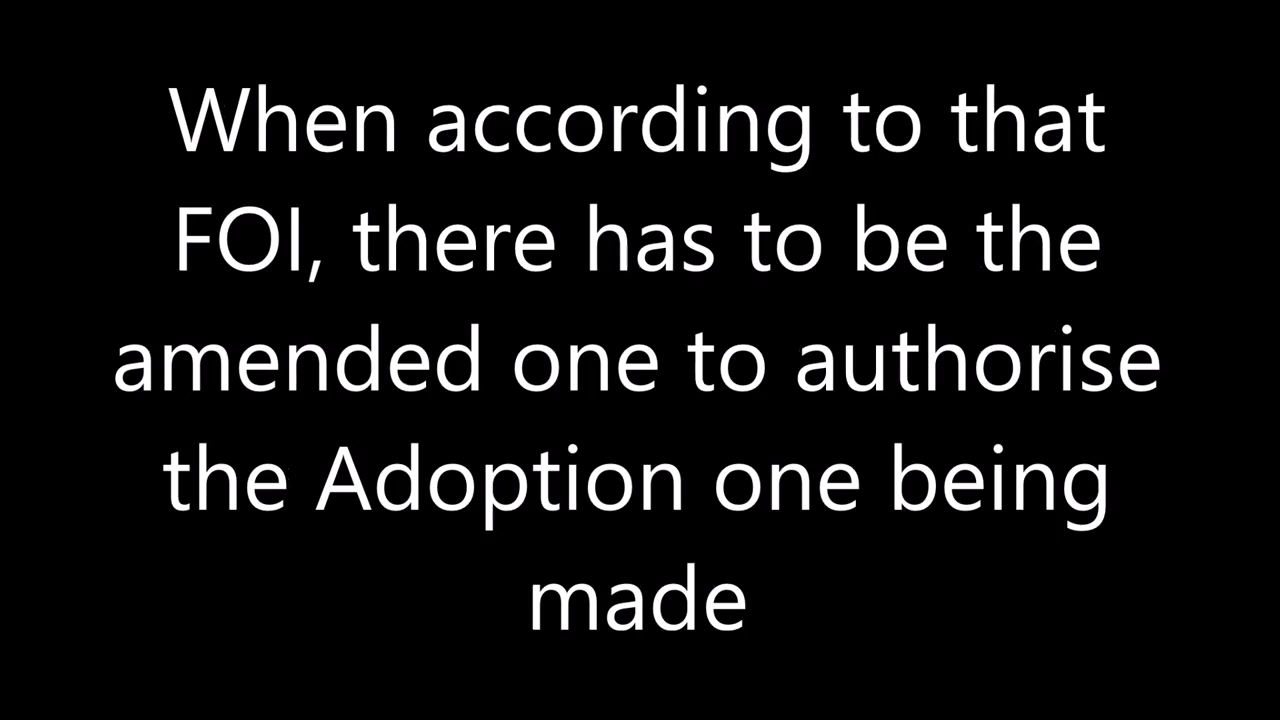 When according to that
FOI, there has to be the
amended one to authorise
the Adoption one being
made